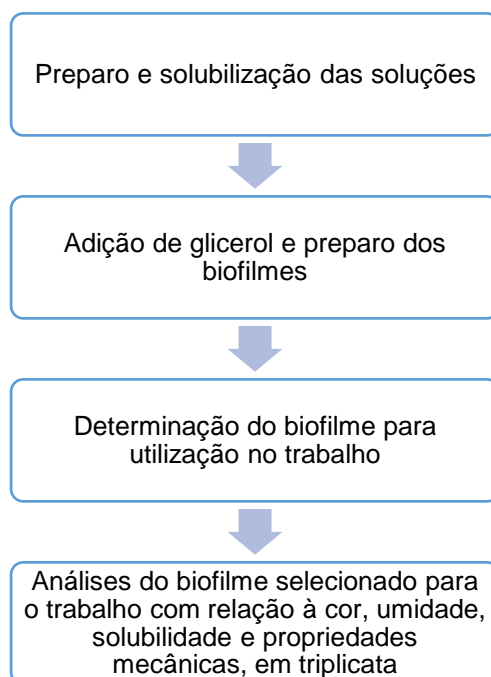 Preparo e solubilização das soluções
Adição de glicerol e preparo dos
biofilmes
Determinação do biofilme para
utilização no trabalho
Análises do biofilme selecionado para
o trabalho com relação à cor, umidade,
solubilidade e propriedades
mecânicas, em triplicata